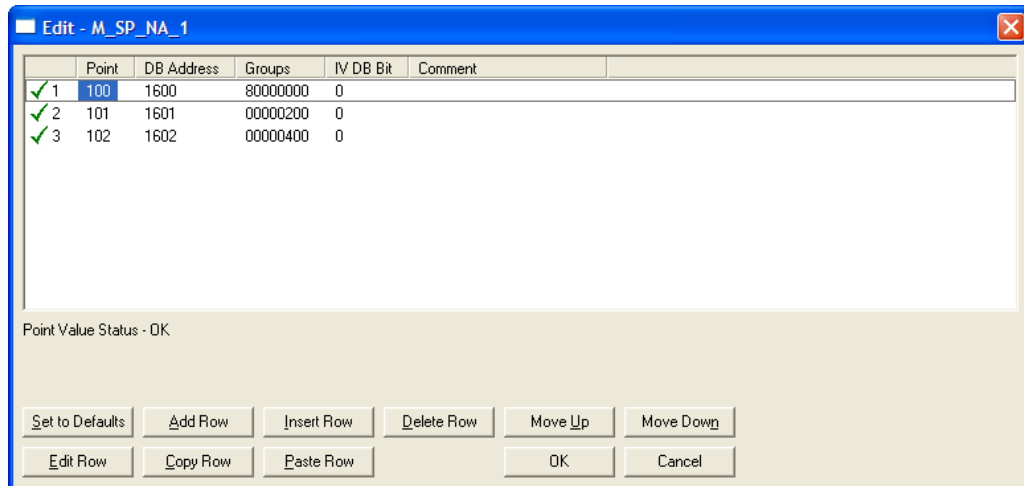 Edit - M_SP_NA_1
Point DB Address Groups IV DB Bit Comment
1 100 1600 80000000 0
2 101 1601 00000200 0
3 102 1602 00000400 0
Point Value Status - OK
Set to Defaults Add Row Insert Row Delete Row Move Up Move Down
Edit Row Copy Row Paste Row OK Cancel